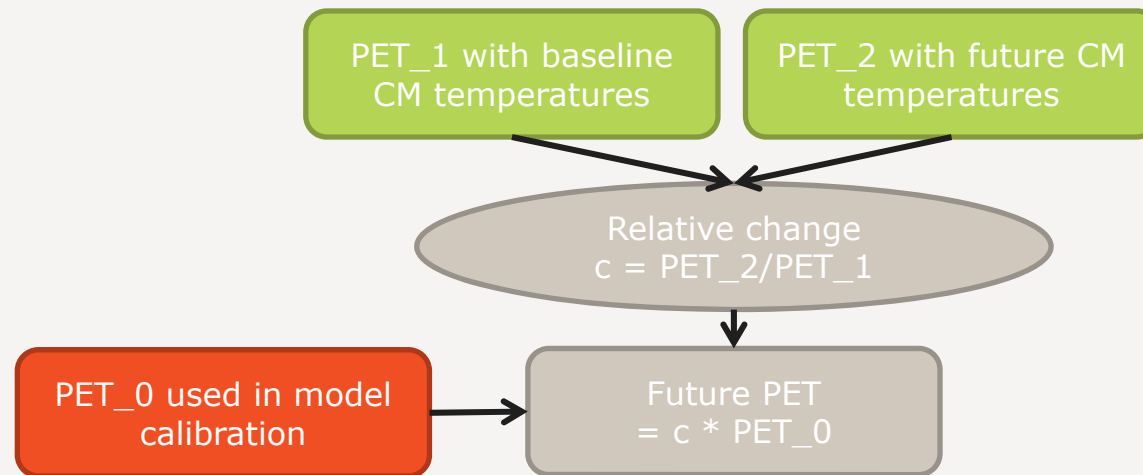 PET_1 with baseline
CM temperatures
PET_2 with future CM
temperatures
Relative change
c = PET_2/PET_1
PET_0 used in model
calibration
Future PET
= c * PET_0